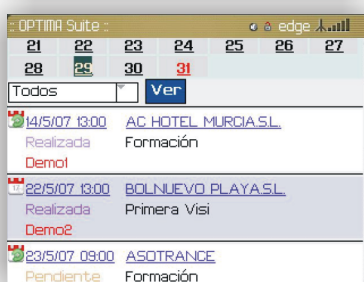 :: OPTIMA Suite :: edge
21 22 23 24 25 26 27
28 29 30 31
Todos Ver
14/5/07 13:00 AC HOTEL MURCIA S.L.
Realizada Formación
Demo1
22/5/07 13:00 BOLNUEVO PLAYA S.L.
Realizada Primera Visi
Demo2
23/5/07 09:00 ASOTRANCE
Pendiente Formación